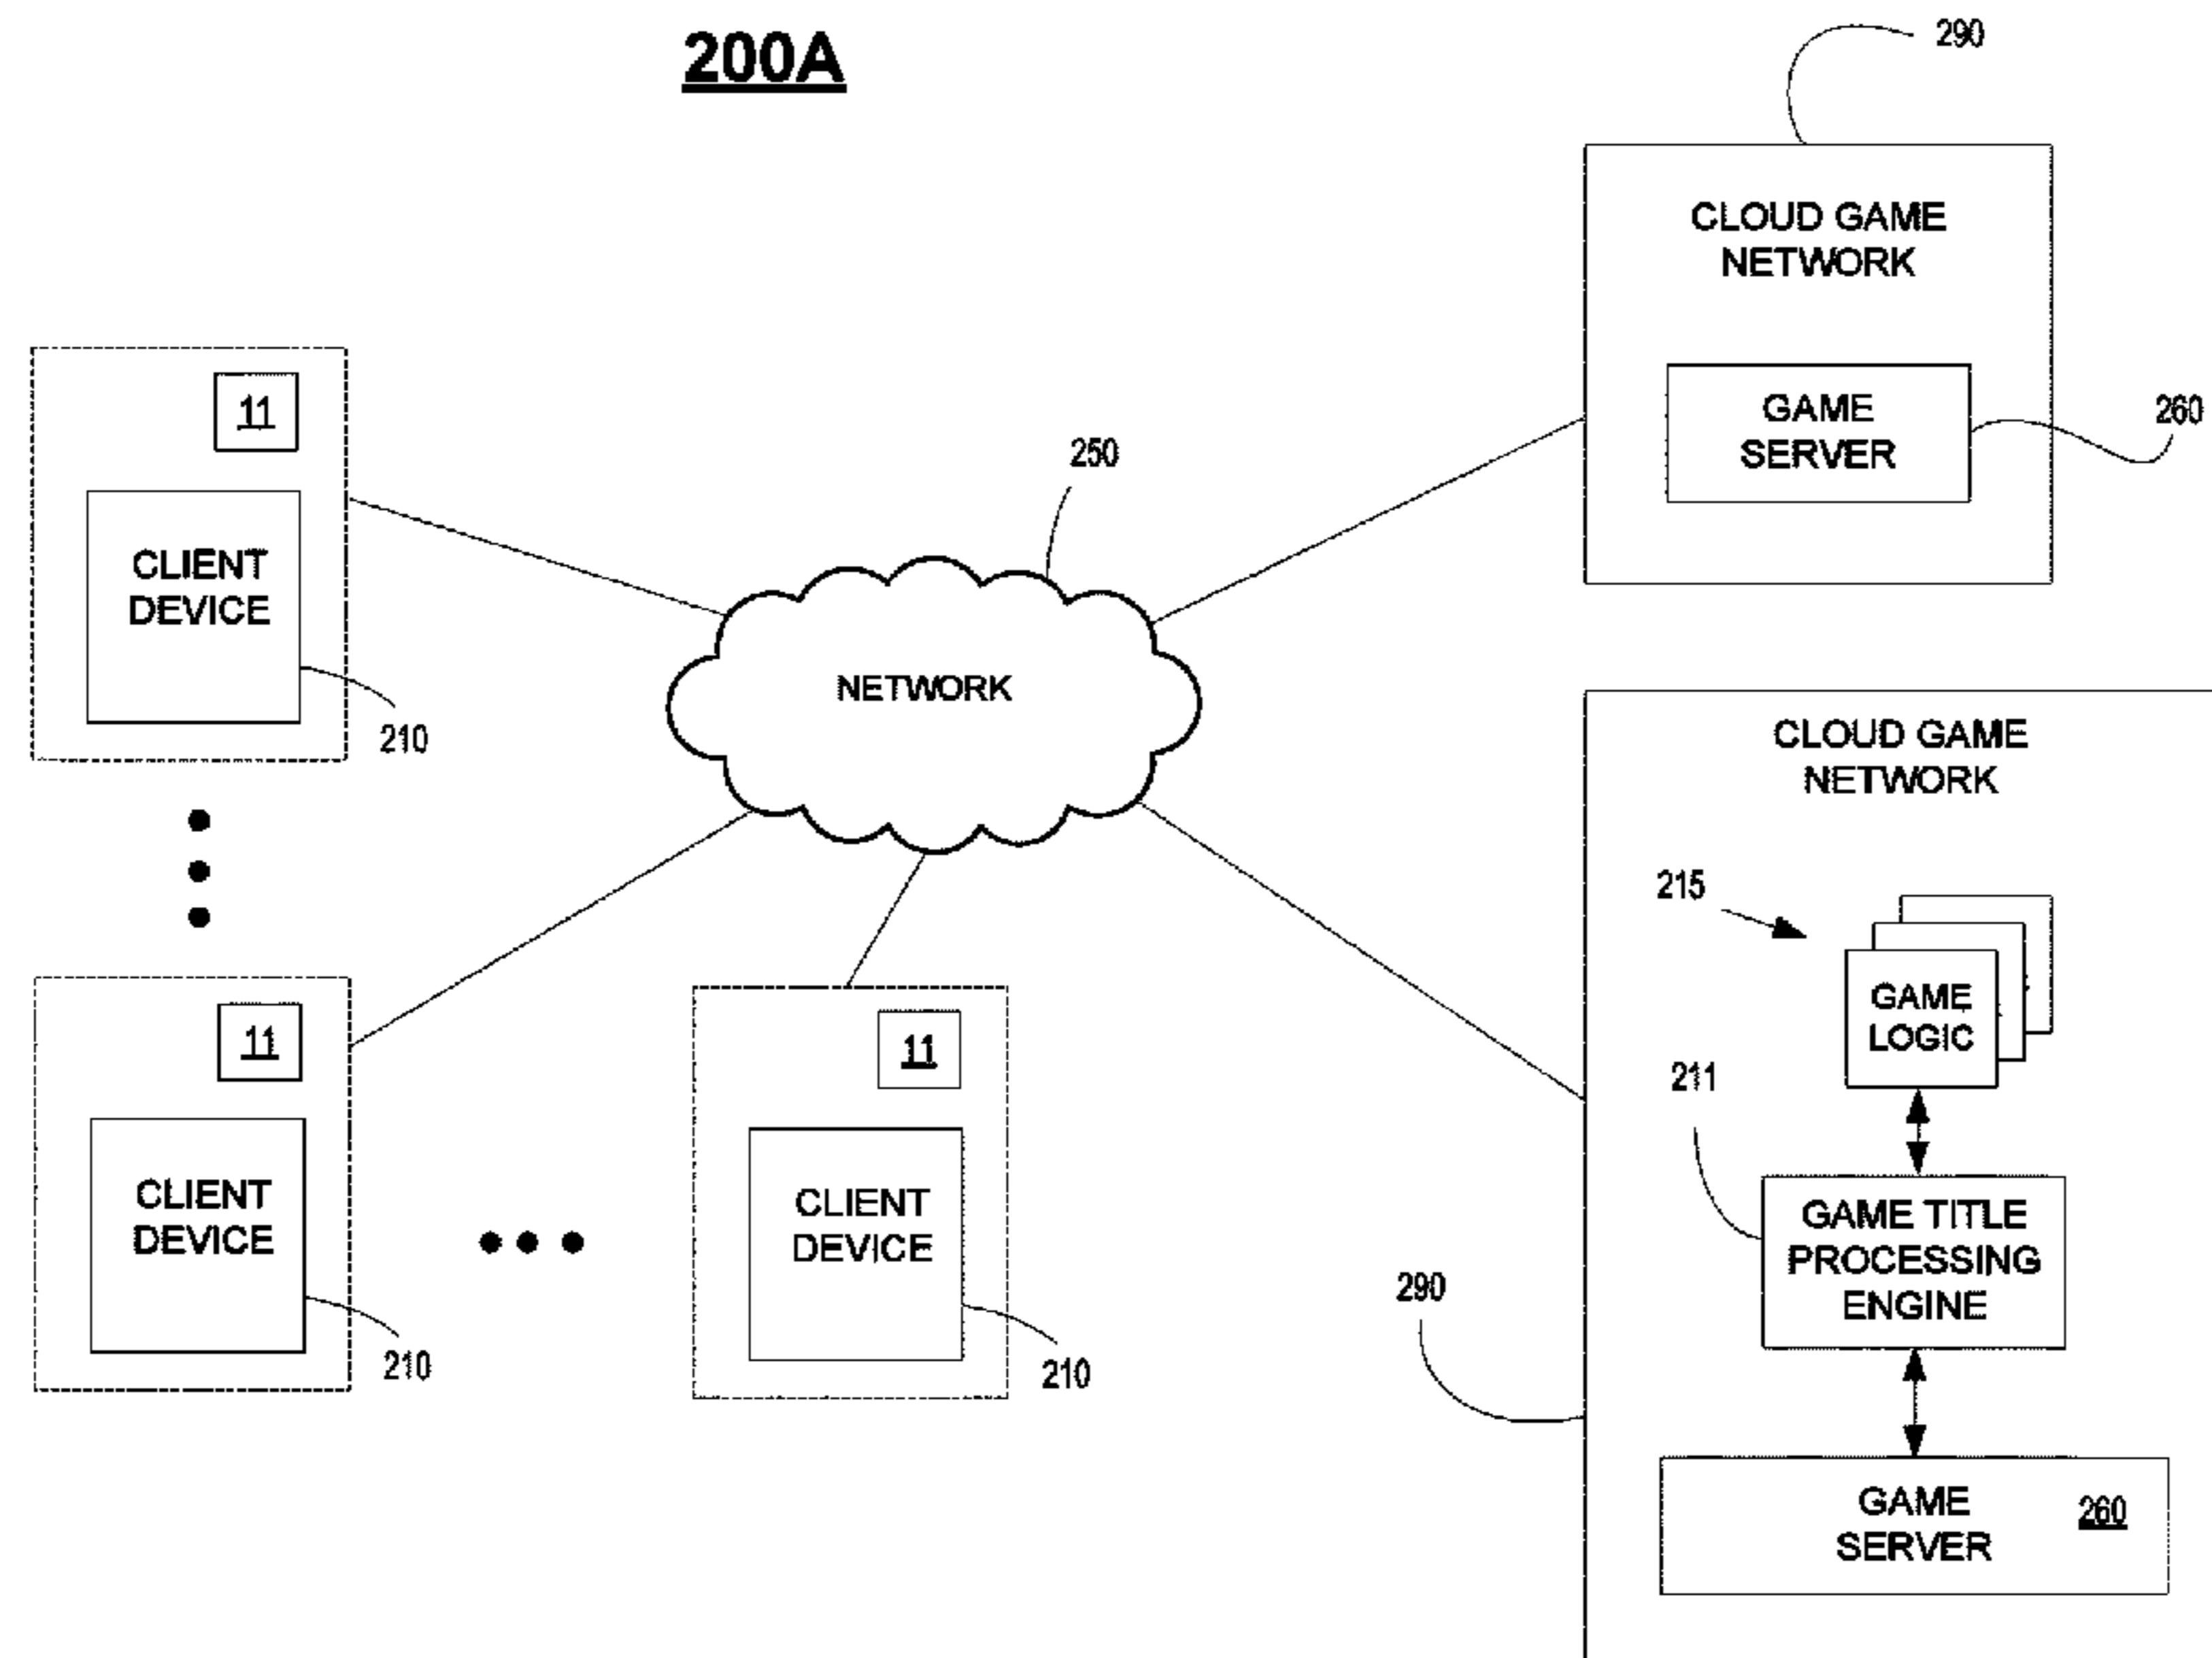 200A
290
CLOUD GAME
NETWORK
GAME
SERVER
260
11
CLIENT
DEVICE
210
250
NETWORK
11
CLIENT
DEVICE
210
11
CLIENT
DEVICE
210
CLOUD GAME
NETWORK
215
GAME
LOGIC
211
GAME TITLE
PROCESSING
ENGINE
290
GAME
SERVER
260